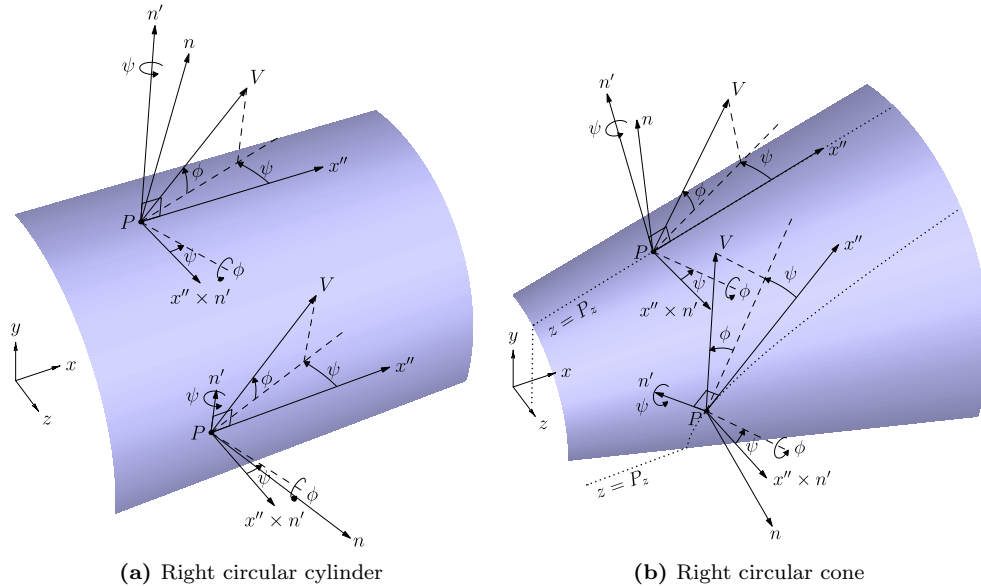 n′
n
ψ
V
ϕ
ψ
x′′
P
ψ
ϕ
x′′ × n′
V
y
x
z
n′
ψ
ϕ
ψ
x′′
P
ψ
ϕ
x′′ × n′
n
(a) Right circular cylinder
n′
n
V
ψ
ψ
x′′
ϕ
P
V
ψ
ϕ
x′′ × n′
x′′
ψ
z = P_z
ϕ
y
x
z
n′
ψ
P
ψ
ϕ
x′′ × n′
z = P_z
n
(b) Right circular cone